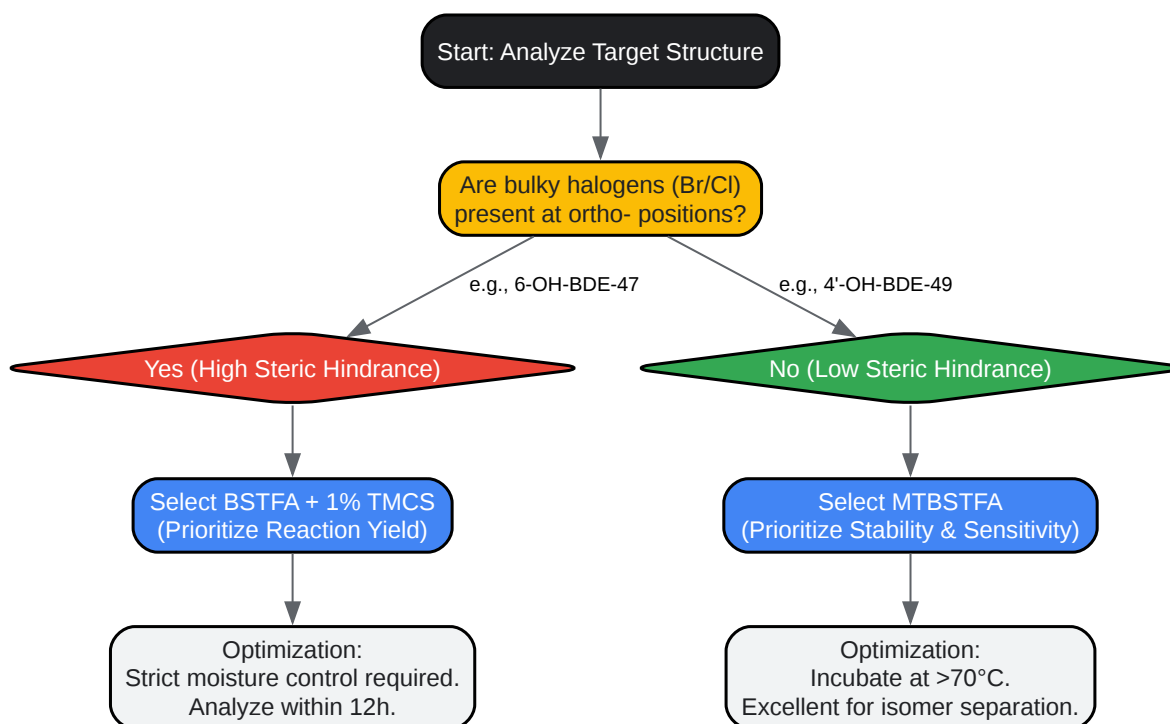 Start: Analyze Target Structure
Are bulky halogens (Br/Cl)
present at ortho- positions?
e.g., 6-OH-BDE-47
e.g., 4'-OH-BDE-49
Yes (High Steric Hindrance)
No (Low Steric Hindrance)
Select BSTFA + 1% TMCS
(Prioritize Reaction Yield)
Select MTBSTFA
(Prioritize Stability & Sensitivity)
Optimization:
Strict moisture control required.
Analyze within 12h.
Optimization:
Incubate at >70°C.
Excellent for isomer separation.